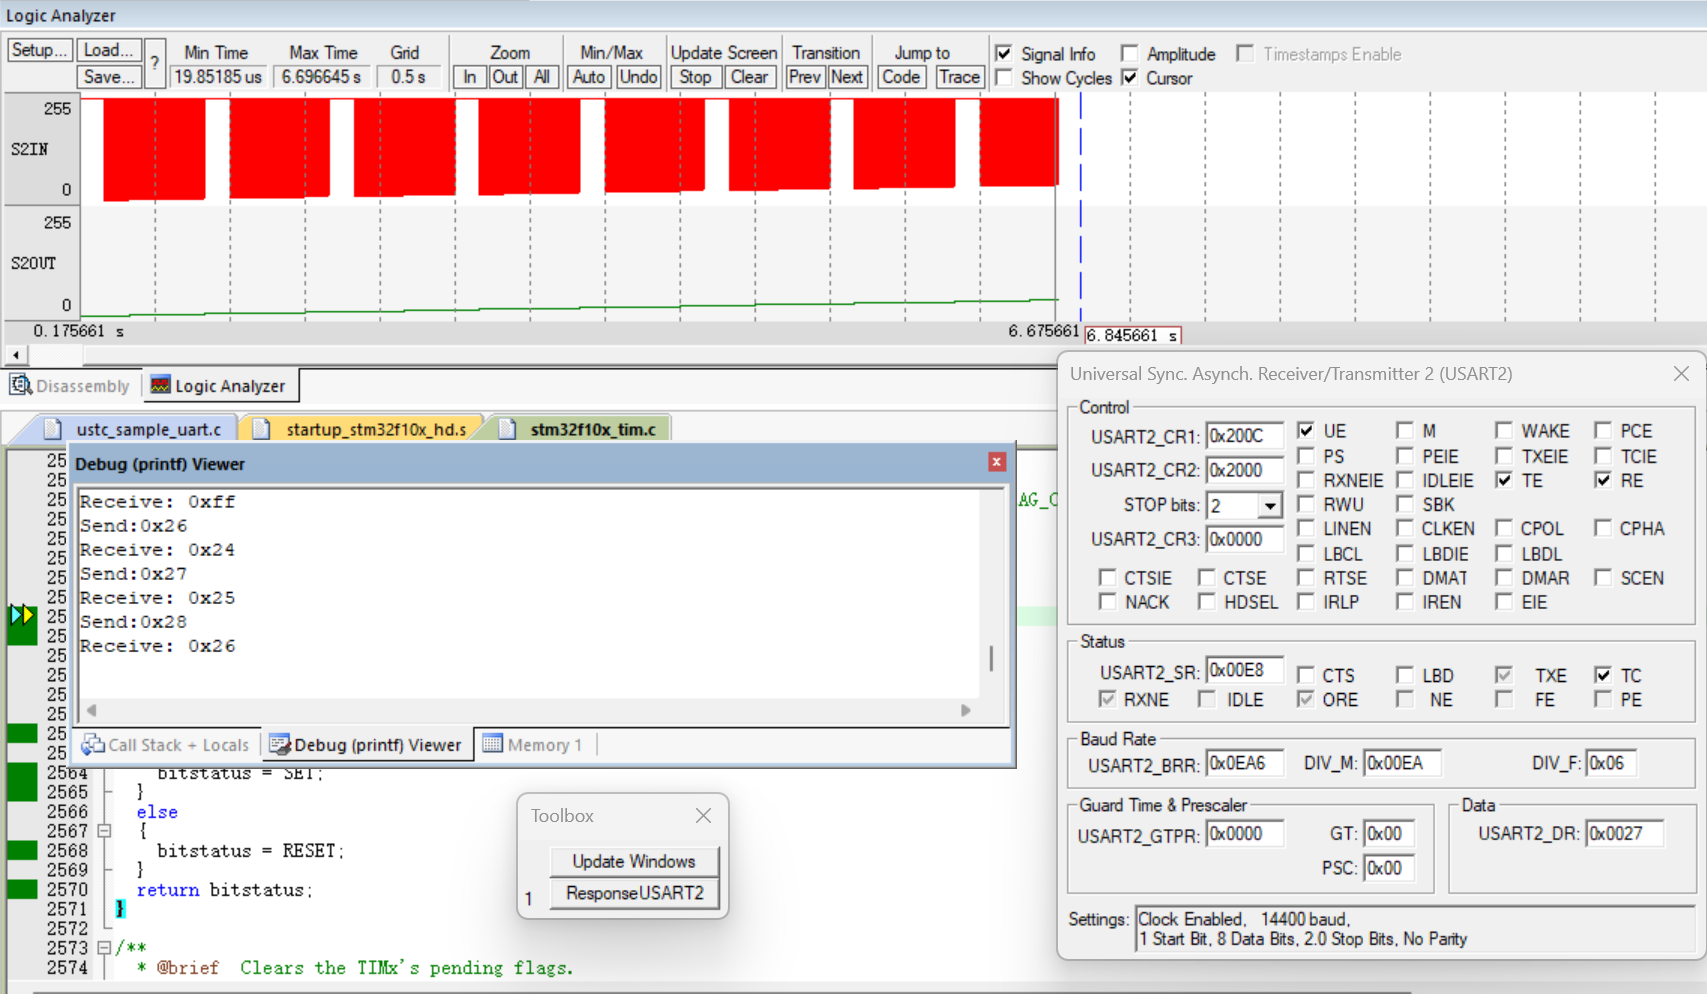 Logic Analyzer
Setup... Load... ? Min Time Max Time Grid Zoom Min/Max Update Screen Transition Jump to Signal Info Amplitude Timestamps Enable
Save... 19.85185 us 6.696645 s 0.5 s In Out All Auto Undo Stop Clear Prev Next Code Trace Show Cycles Cursor
255
S2IN
0
255
S2OUT
0
0.175661 s 6.675661 6.845661 s
Disassembly Logic Analyzer
ustc_sample_uart.c startup_stm32f10x_hd.s stm32f10x_tim.c
Debug (printf) Viewer
Receive: 0xff
Send:0x26
Receive: 0x24
Send:0x27
Receive: 0x25
Send:0x28
Receive: 0x26
AG_C
Call Stack + Locals Debug (printf) Viewer Memory 1
2564 bitstatus = SET;
2565 }
2566 else
2567 {
2568 bitstatus = RESET;
2569 }
2570 return bitstatus;
2571 }
2572
2573 /**
2574 * @brief Clears the TIMx's pending flags.
Toolbox
Update Windows
1 ResponseUSART2
Universal Sync. Asynch. Receiver/Transmitter 2 (USART2)
Control
USART2_CR1: 0x200C UE M WAKE PCE
PS PEIE TXEIE TCIE
USART2_CR2: 0x2000
RXNEIE IDLEIE TE RE
STOP bits: 2 RWU SBK
USART2_CR3: 0x0000 LINEN CLKEN CPOL CPHA
LBCL LBDIE LBDL
CTSIE CTSE RTSE DMAT DMAR SCEN
NACK HDSEL IRLP IREN EIE
Status
USART2_SR: 0x00E8 CTS LBD TXE TC
RXNE IDLE ORE NE FE PE
Baud Rate
USART2_BRR: 0x0EA6 DIV_M: 0x00EA DIV_F: 0x06
Guard Time & Prescaler
USART2_GTPR: 0x0000 GT: 0x00
PSC: 0x00
Data
USART2_DR: 0x0027
Settings: Clock Enabled, 14400 baud,
1 Start Bit, 8 Data Bits, 2.0 Stop Bits, No Parity